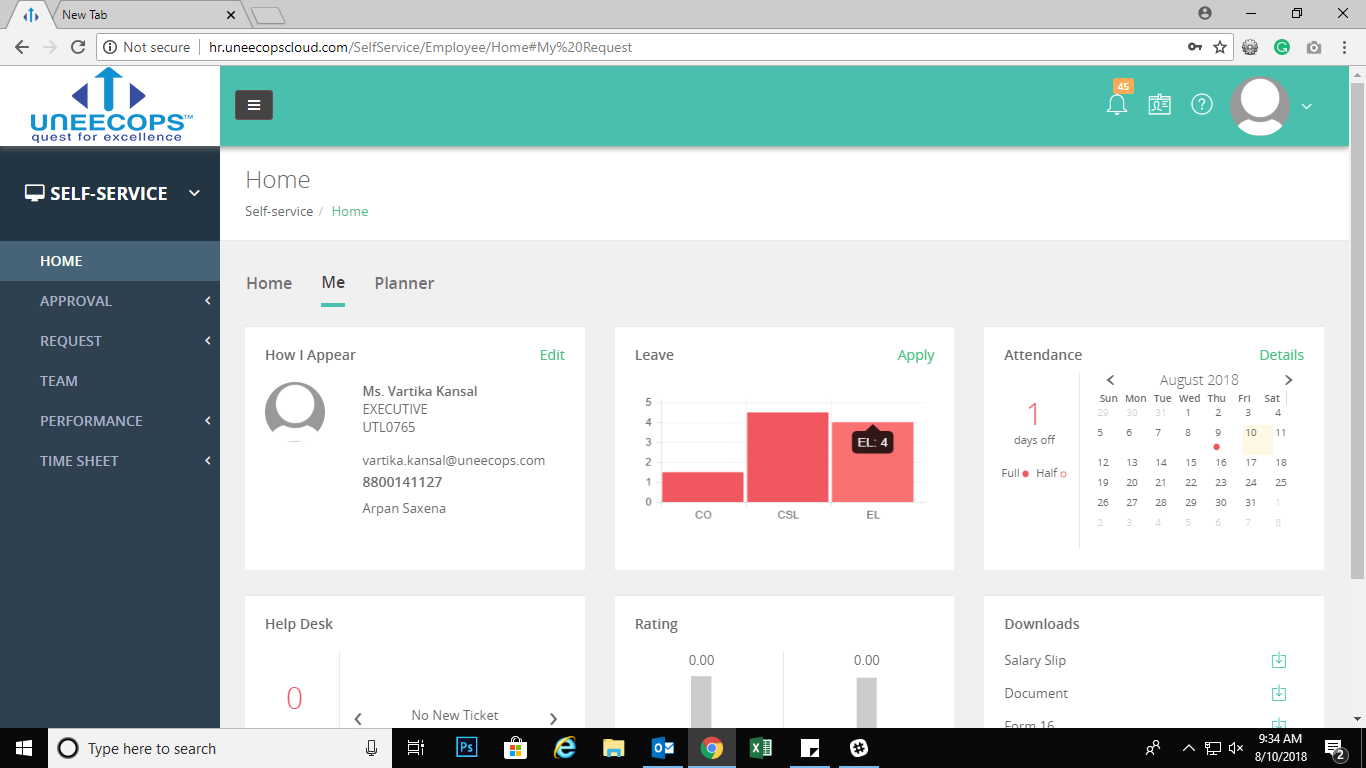 New Tab
Not secure
hr.uneecopscloud.com/SelfService/Employee/Home#My%20Request
UNEECOPS™
quest for excellence
45
SELF-SERVICE
HOME
APPROVAL
REQUEST
TEAM
PERFORMANCE
TIME SHEET
Home
Self-service / Home
Home Me Planner
How I Appear Edit
Ms. Vartika Kansal
EXECUTIVE
UTL0765
vartika.kansal@uneecops.com
8800141127
Arpan Saxena
Leave Apply
5
4
3
2
1
0
EL: 4
CO CSL EL
Attendance Details
1
days off
Full Half
August 2018
Sun Mon Tue Wed Thu Fri Sat
29 30 31 1 2 3 4
5 6 7 8 9 10 11
12 13 14 15 16 17 18
19 20 21 22 23 24 25
26 27 28 29 30 31 1
2 3 4 5 6 7 8
Help Desk
0
No New Ticket
Rating
0.00 0.00
Downloads
Salary Slip
Document
Form 16
Type here to search
Ps
9:34 AM
8/10/2018
2